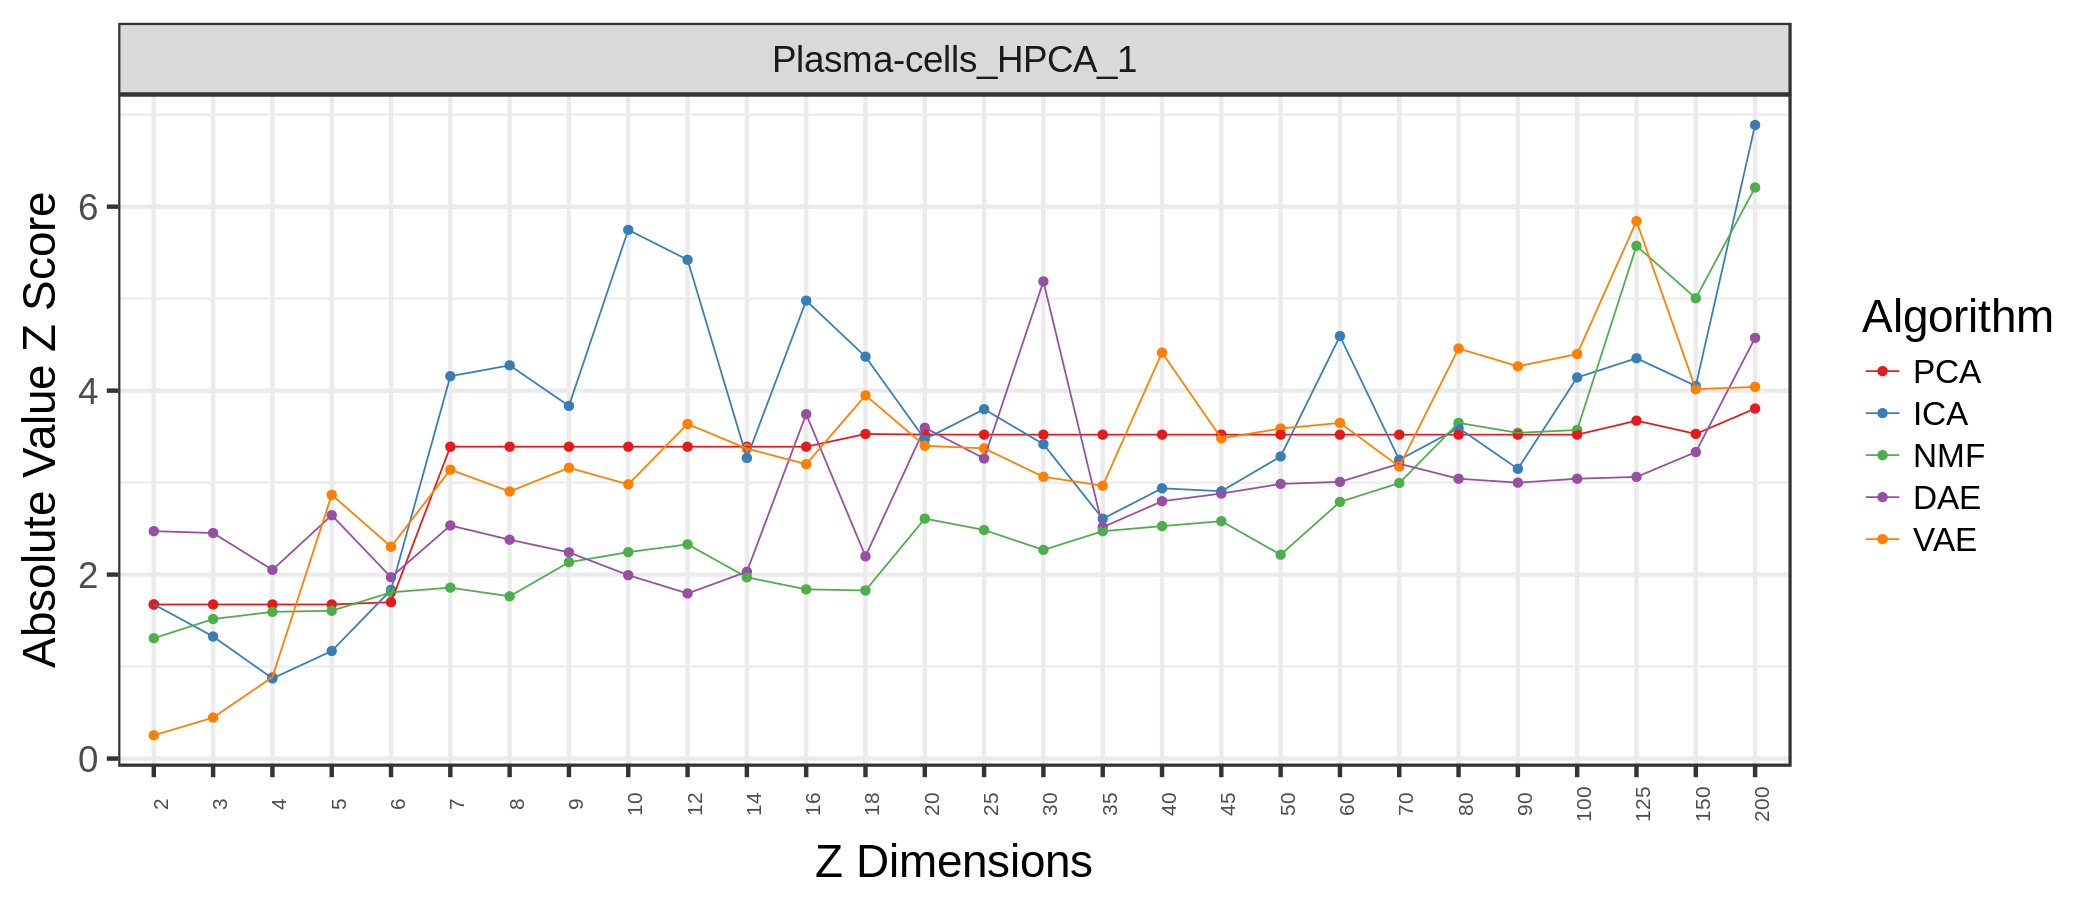 Plasma-cells_HPCA_1
Absolute Value Z Score
6
4
2
0
2 3 4 5 6 7 8 9 10 12 14 16 18 20 25 30 35 40 45 50 60 70 80 90 100 125 150 200
Z Dimensions
Algorithm
PCA
ICA
NMF
DAE
VAE